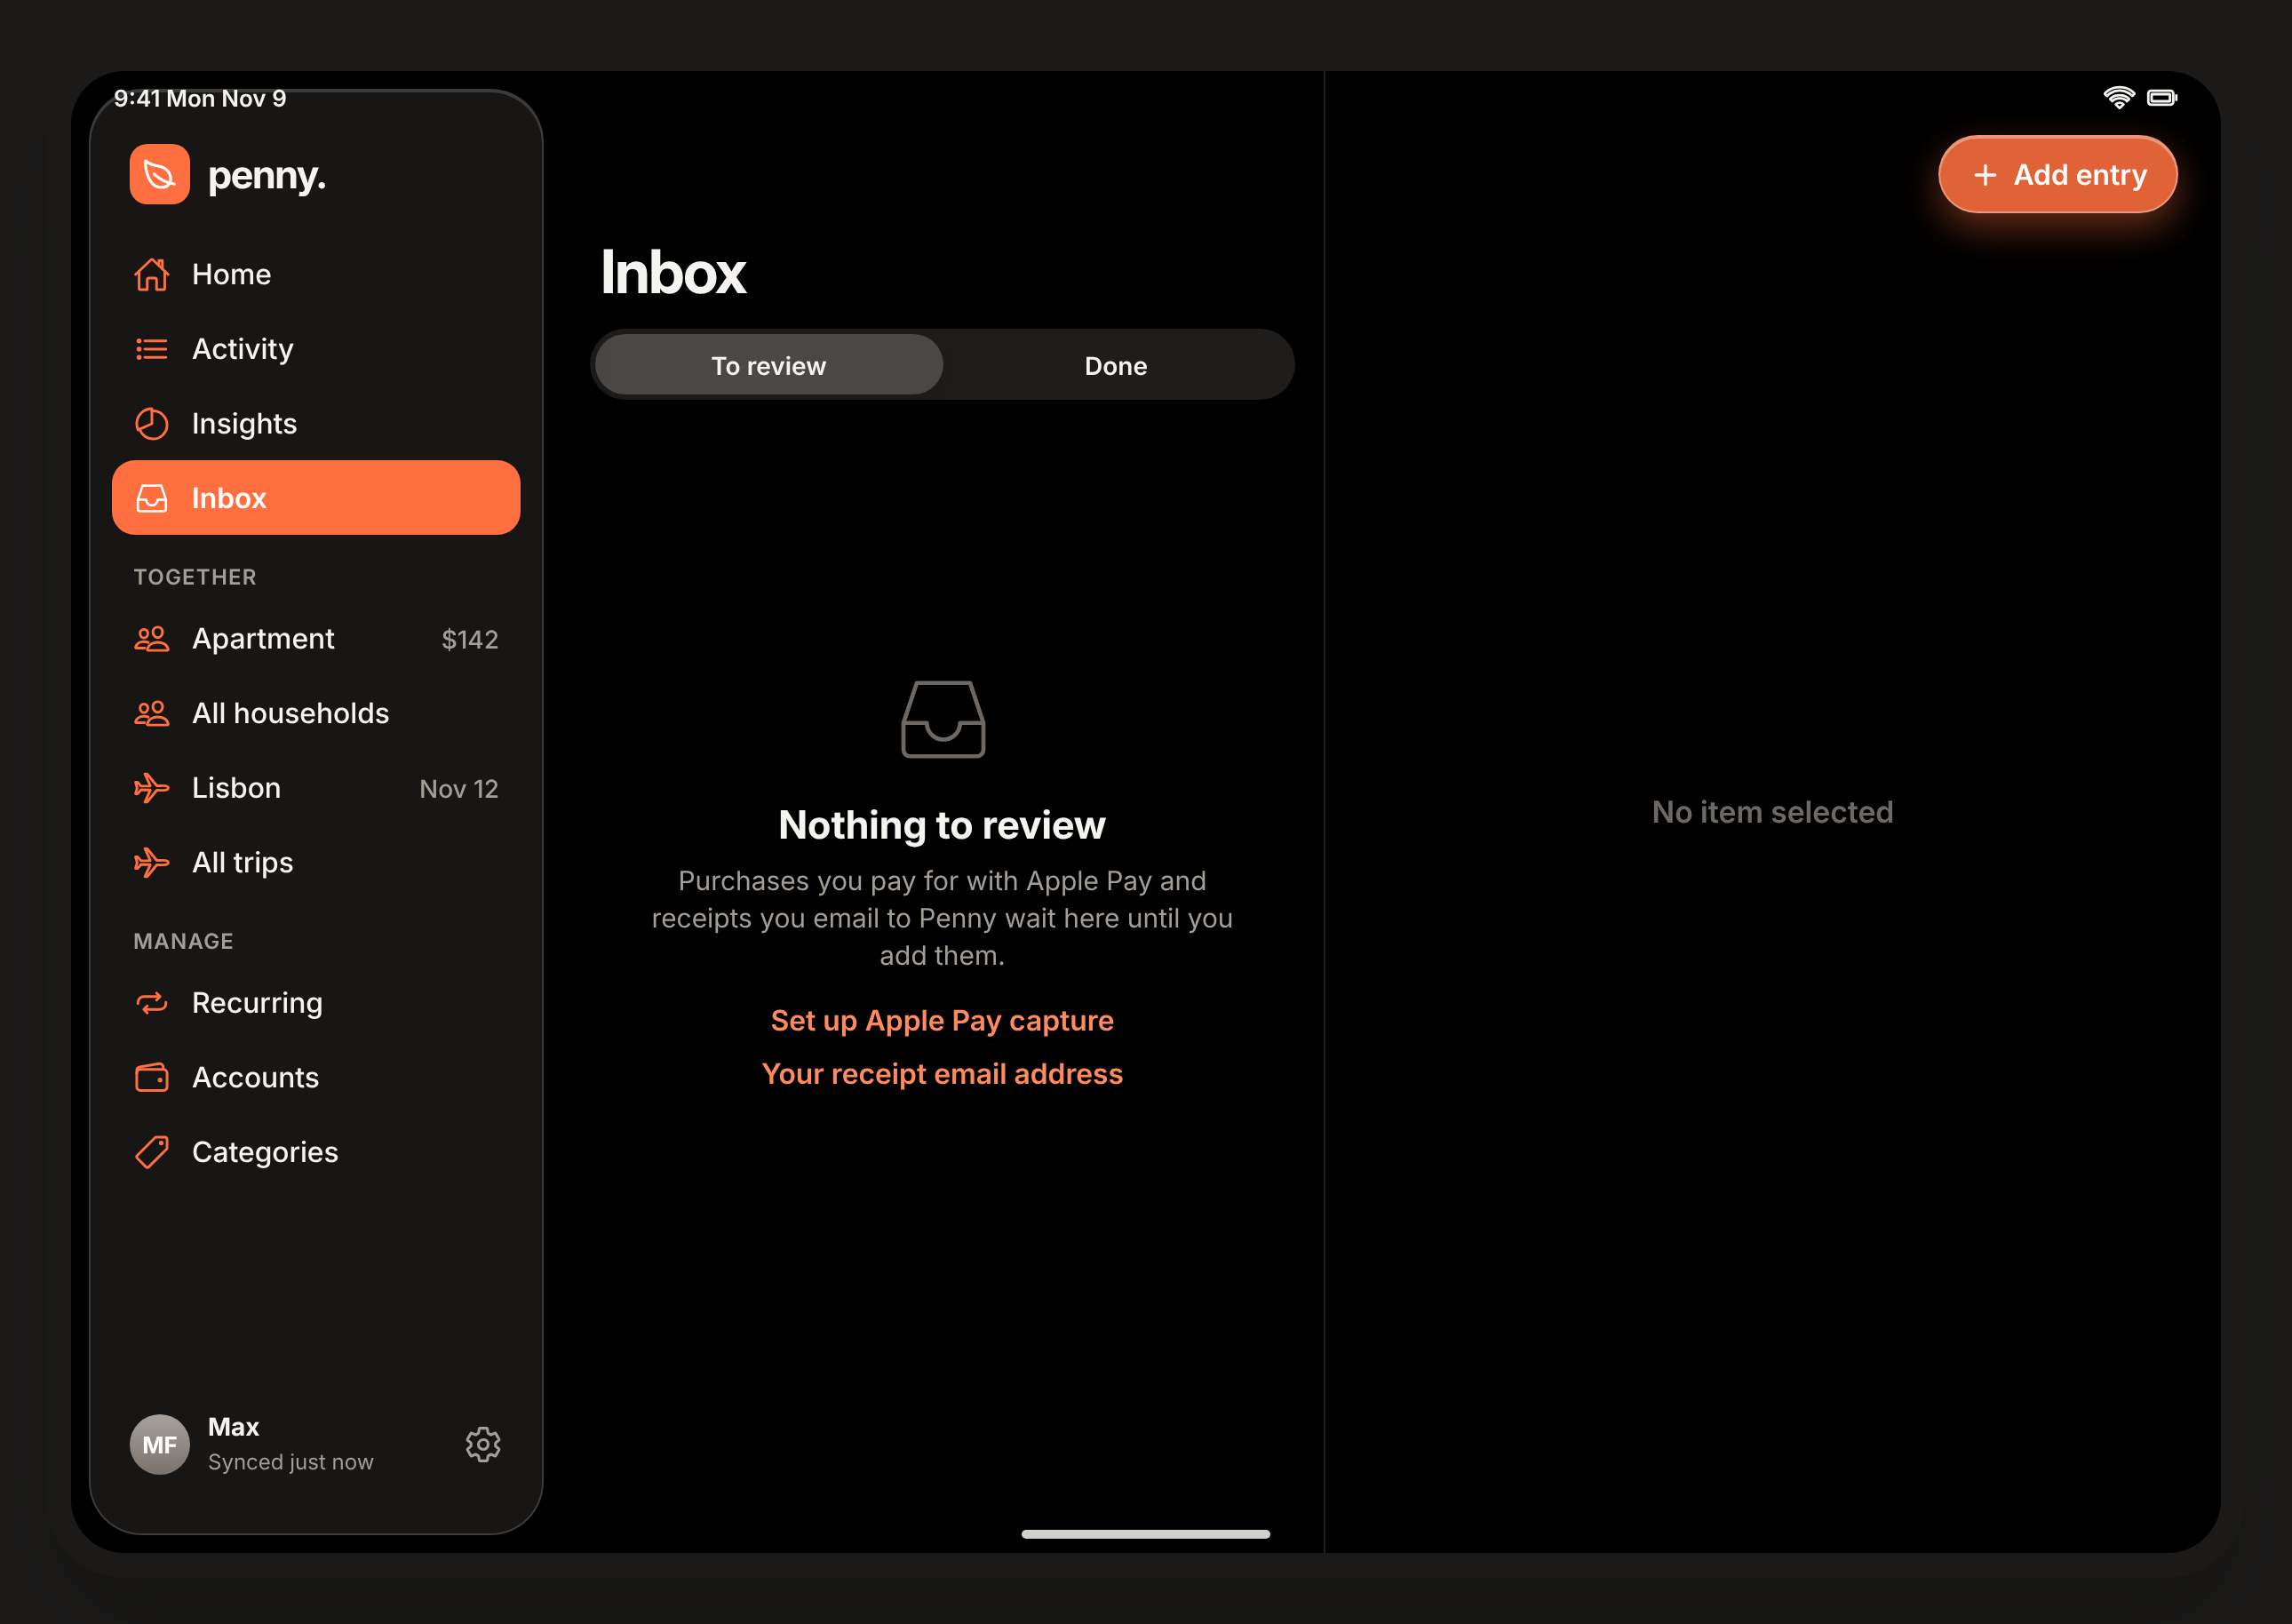 9:41 Mon Nov 9
penny.
Home
Activity
Insights
Inbox
TOGETHER
Apartment $142
All households
Lisbon Nov 12
All trips
MANAGE
Recurring
Accounts
Categories
MF
Max
Synced just now
Inbox
To review
Done
Nothing to review
Purchases you pay for with Apple Pay and
receipts you email to Penny wait here until you
add them.
Set up Apple Pay capture
Your receipt email address
Add entry
No item selected